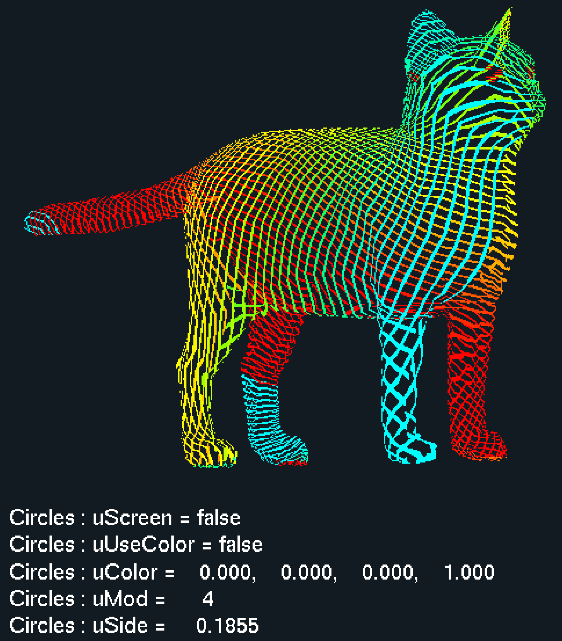 Circles : uScreen = false
Circles : uUseColor = false
Circles : uColor = 0.000, 0.000, 0.000, 1.000
Circles : uMod = 4
Circles : uSide = 0.1855